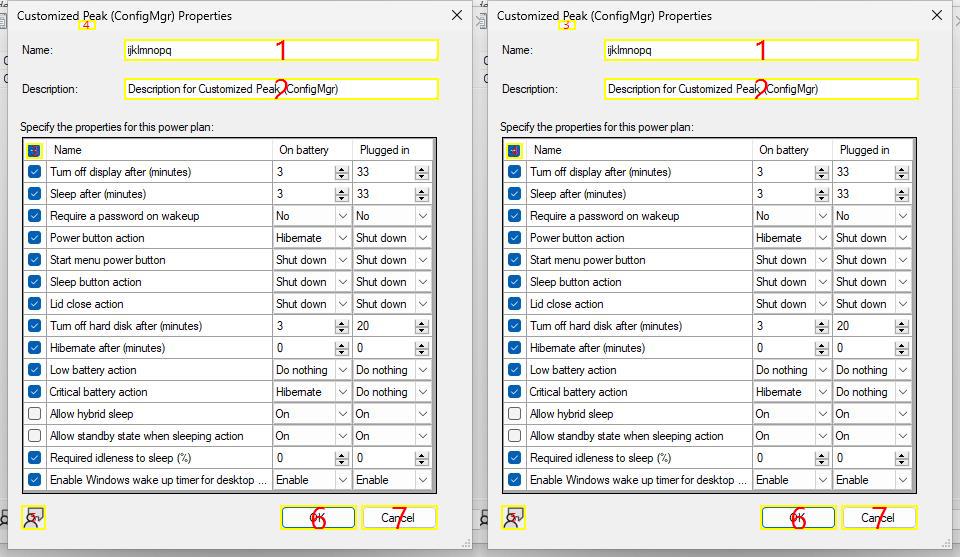 Customized Peak (ConfigMgr) Properties
4
Name:
ijklmnopq
1
Description:
Description for Customized Peak (ConfigMgr)
2
Specify the properties for this power plan:
Name On battery Plugged in
Turn off display after (minutes) 3 33
Sleep after (minutes) 3 33
Require a password on wakeup No No
Power button action Hibernate Shut down
Start menu power button Shut down Shut down
Sleep button action Shut down Shut down
Lid close action Shut down Shut down
Turn off hard disk after (minutes) 3 20
Hibernate after (minutes) 0 0
Low battery action Do nothing Do nothing
Critical battery action Hibernate Do nothing
Allow hybrid sleep On On
Allow standby state when sleeping action On On
Required idleness to sleep (%) 0 0
Enable Windows wake up timer for desktop ... Enable Enable
OK
6
Cancel
7
Customized Peak (ConfigMgr) Properties
3
Name:
ijklmnopq
1
Description:
Description for Customized Peak (ConfigMgr)
2
Specify the properties for this power plan:
Name On battery Plugged in
Turn off display after (minutes) 3 33
Sleep after (minutes) 3 33
Require a password on wakeup No No
Power button action Hibernate Shut down
Start menu power button Shut down Shut down
Sleep button action Shut down Shut down
Lid close action Shut down Shut down
Turn off hard disk after (minutes) 3 20
Hibernate after (minutes) 0 0
Low battery action Do nothing Do nothing
Critical battery action Hibernate Do nothing
Allow hybrid sleep On On
Allow standby state when sleeping action On On
Required idleness to sleep (%) 0 0
Enable Windows wake up timer for desktop ... Enable Enable
OK
6
Cancel
7